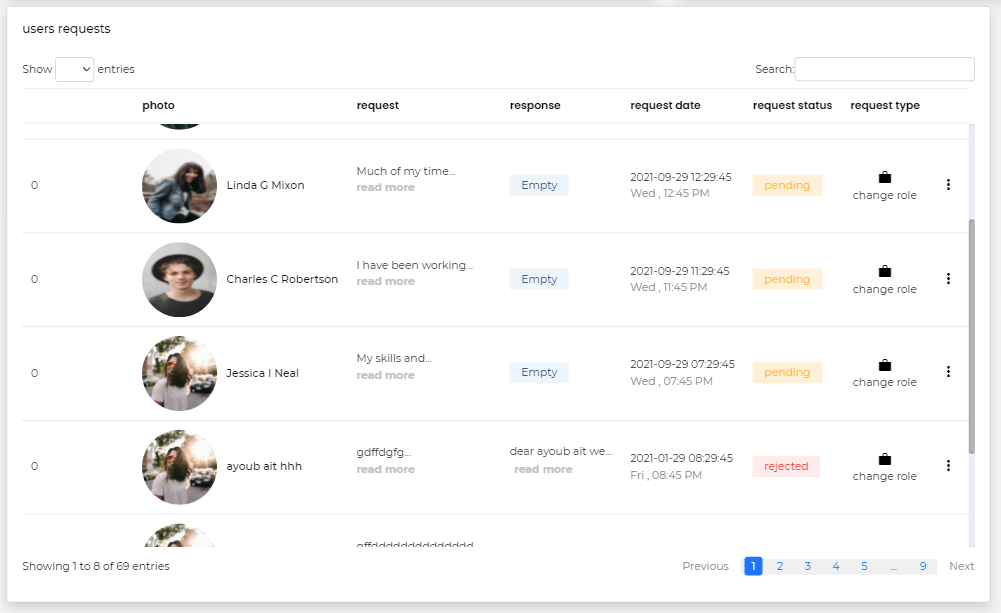 users requests
Show entries
Search:
photo request response request date request status request type
0 Linda G Mixon Much of my time... read more Empty 2021-09-29 12:29:45 Wed , 12:45 PM pending change role
0 Charles C Robertson I have been working... read more Empty 2021-09-29 11:29:45 Wed , 11:45 PM pending change role
0 Jessica I Neal My skills and... read more Empty 2021-09-29 07:29:45 Wed , 07:45 PM pending change role
0 ayoub ait hhh gdffdgfg... read more dear ayoub ait we... read more 2021-01-29 08:29:45 Fri , 08:45 PM rejected change role
Showing 1 to 8 of 69 entries
Previous 1 2 3 4 5 ... 9 Next